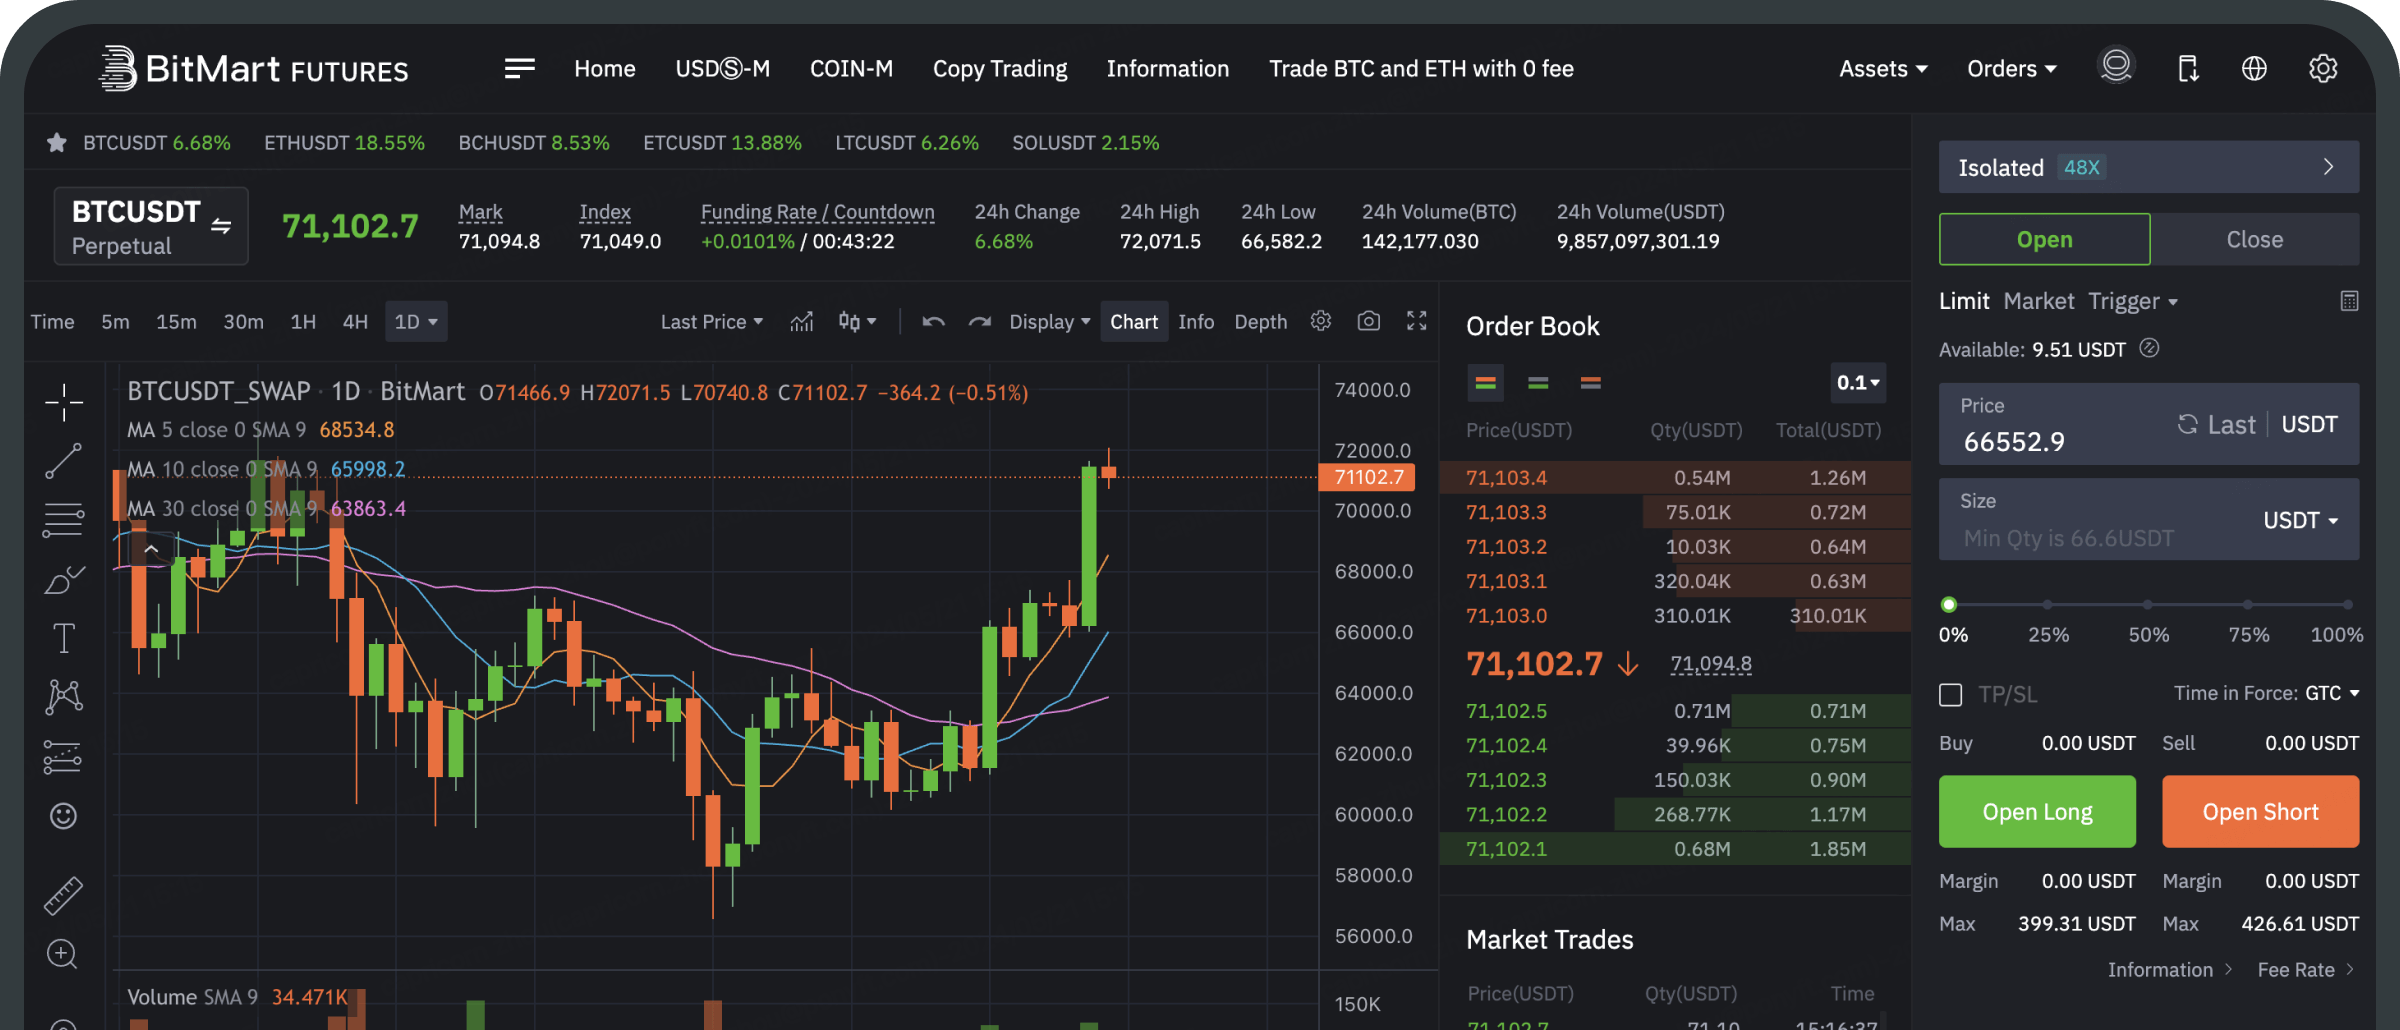 BitMart FUTURES
Home USDⓈ-M COIN-M Copy Trading Information Trade BTC and ETH with 0 fee Assets Orders
BTCUSDT 6.68% ETHUSDT 18.55% BCHUSDT 8.53% ETCUSDT 13.88% LTCUSDT 6.26% SOLUSDT 2.15%
BTCUSDT
Perpetual
71,102.7
Mark Index Funding Rate / Countdown 24h Change 24h High 24h Low 24h Volume(BTC) 24h Volume(USDT)
71,094.8 71,049.0 +0.0101% / 00:43:22 6.68% 72,071.5 66,582.2 142,177.030 9,857,097,301.19
Time 5m 15m 30m 1H 4H 1D Last Price Display Chart Info Depth
BTCUSDT_SWAP · 1D · BitMart O71466.9 H72071.5 L70740.8 C71102.7 −364.2 (−0.51%)
MA 5 close 0 SMA 9 68534.8
MA 10 close 0 SMA 9 65998.2
MA 30 close 0 SMA 9 63863.4
74000.0
72000.0
71102.7
70000.0
68000.0
66000.0
64000.0
62000.0
60000.0
58000.0
56000.0
Volume SMA 9 34.471K
150K
Order Book
0.1
Price(USDT) Qty(USDT) Total(USDT)
71,103.4 0.54M 1.26M
71,103.3 75.01K 0.72M
71,103.2 10.03K 0.64M
71,103.1 320.04K 0.63M
71,103.0 310.01K 310.01K
71,102.7 71,094.8
71,102.5 0.71M 0.71M
71,102.4 39.96K 0.75M
71,102.3 150.03K 0.90M
71,102.2 268.77K 1.17M
71,102.1 0.68M 1.85M
Market Trades
Price(USDT) Qty(USDT) Time
71,102.7 71.10 15:16:37
Isolated 48X
Open Close
Limit Market Trigger
Available: 9.51 USDT
Price
66552.9 Last USDT
Size
Min Qty is 66.6USDT USDT
0% 25% 50% 75% 100%
TP/SL Time in Force: GTC
Buy 0.00 USDT Sell 0.00 USDT
Open Long Open Short
Margin 0.00 USDT Margin 0.00 USDT
Max 399.31 USDT Max 426.61 USDT
Information Fee Rate